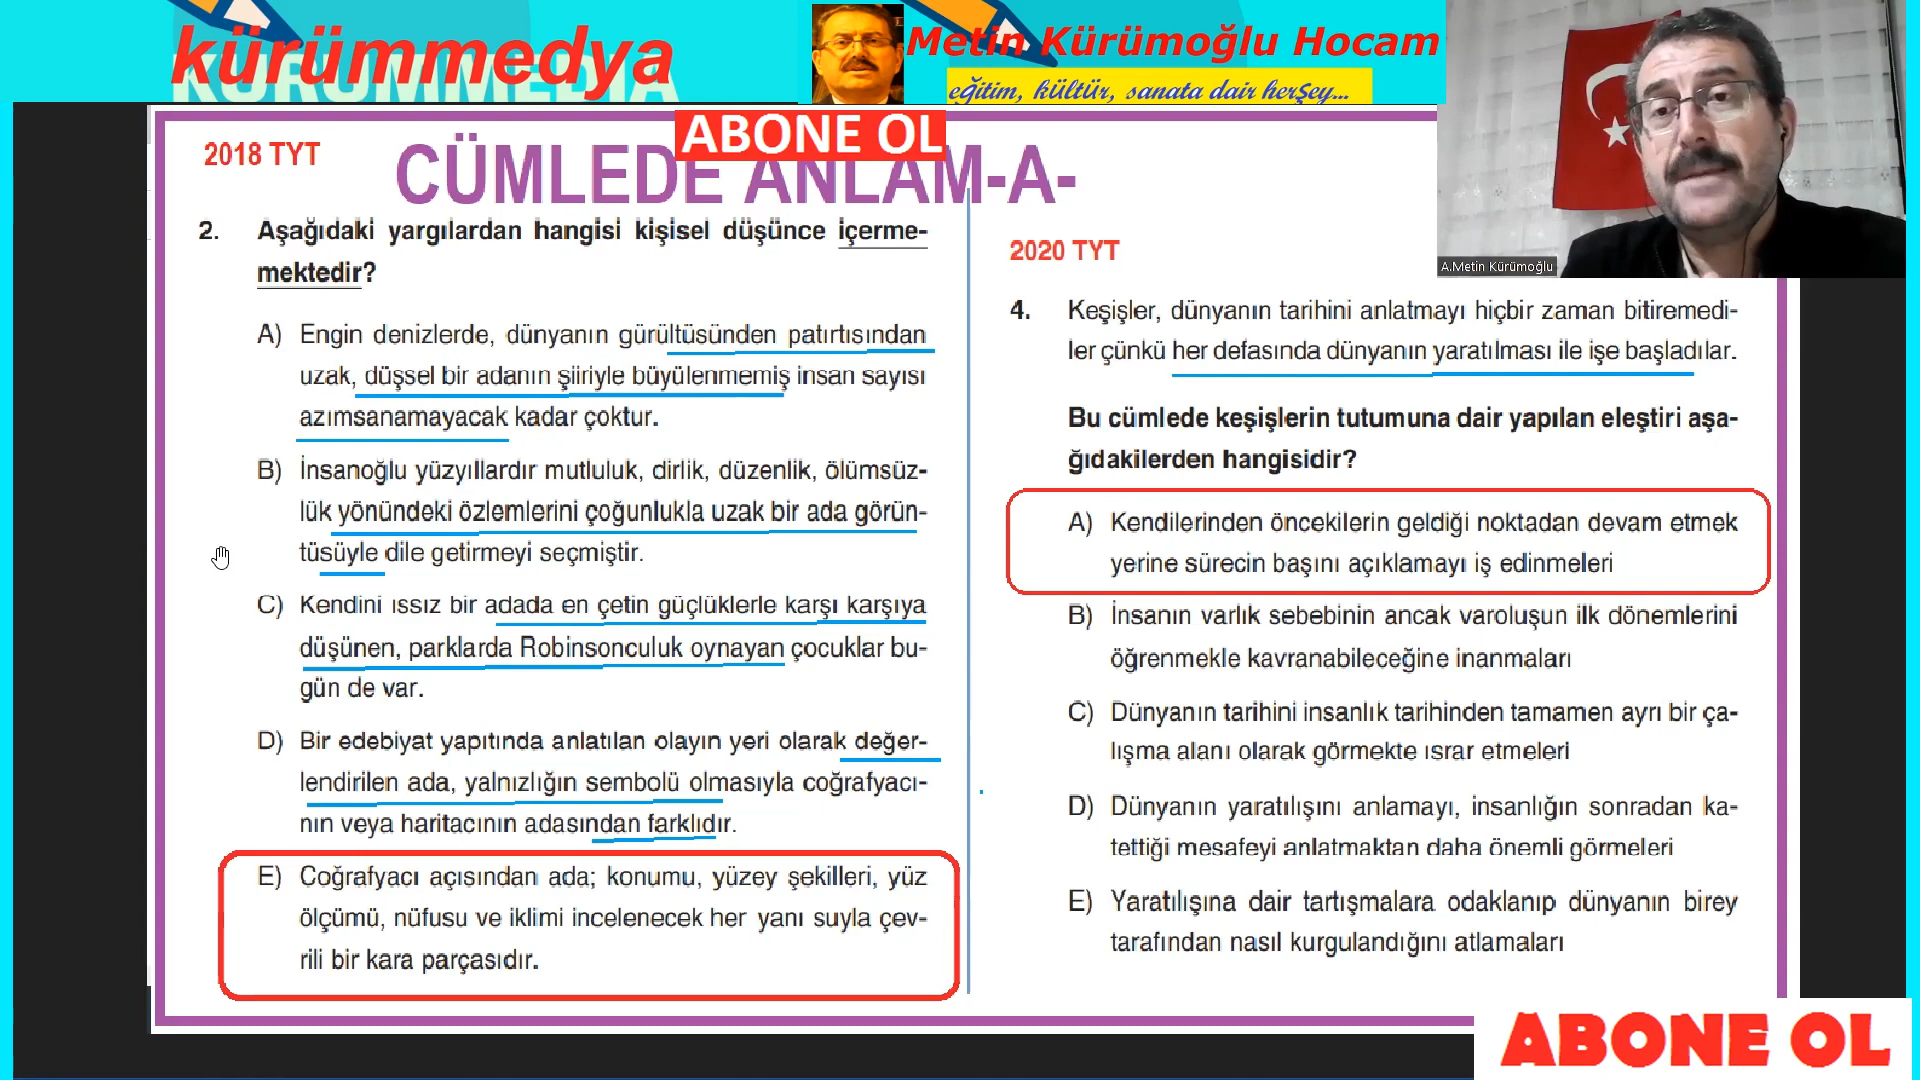 kürümmedya
KURUMMEDIA
Metin Kürümoğlu Hocam
eğitim, kültür, sanata dair herşey...
A.Metin Kürümoğlu
ABONE OL
2018 TYT
CÜMLEDE ANLAM-A-
2. Aşağıdaki yargılardan hangisi kişisel düşünce içerme-
mektedir?
A) Engin denizlerde, dünyanın gürültüsünden patırtısından
uzak, düşsel bir adanın şiiriyle büyülenmemiş insan sayısı
azımsanamayacak kadar çoktur.
B) İnsanoğlu yüzyıllardır mutluluk, dirlik, düzenlik, ölümsüz-
lük yönündeki özlemlerini çoğunlukla uzak bir ada görün-
tüsüyle dile getirmeyi seçmiştir.
C) Kendini ıssız bir adada en çetin güçlüklerle karşı karşıya
düşünen, parklarda Robinsonculuk oynayan çocuklar bu-
gün de var.
D) Bir edebiyat yapıtında anlatılan olayın yeri olarak değer-
lendirilen ada, yalnızlığın sembolü olmasıyla coğrafyacı-
nın veya haritacının adasından farklıdır.
E) Coğrafyacı açısından ada; konumu, yüzey şekilleri, yüz
ölçümü, nüfusu ve iklimi incelenecek her yanı suyla çev-
rili bir kara parçasıdır.
2020 TYT
4. Keşişler, dünyanın tarihini anlatmayı hiçbir zaman bitiremedi-
ler çünkü her defasında dünyanın yaratılması ile işe başladılar.
Bu cümlede keşişlerin tutumuna dair yapılan eleştiri aşa-
ğıdakilerden hangisidir?
A) Kendilerinden öncekilerin geldiği noktadan devam etmek
yerine sürecin başını açıklamayı iş edinmeleri
B) İnsanın varlık sebebinin ancak varoluşun ilk dönemlerini
öğrenmekle kavranabileceğine inanmaları
C) Dünyanın tarihini insanlık tarihinden tamamen ayrı bir ça-
lışma alanı olarak görmekte ısrar etmeleri
D) Dünyanın yaratılışını anlamayı, insanlığın sonradan ka-
tettiği mesafeyi anlatmaktan daha önemli görmeleri
E) Yaratılışına dair tartışmalara odaklanıp dünyanın birey
tarafından nasıl kurgulandığını atlamaları
ABONE OL